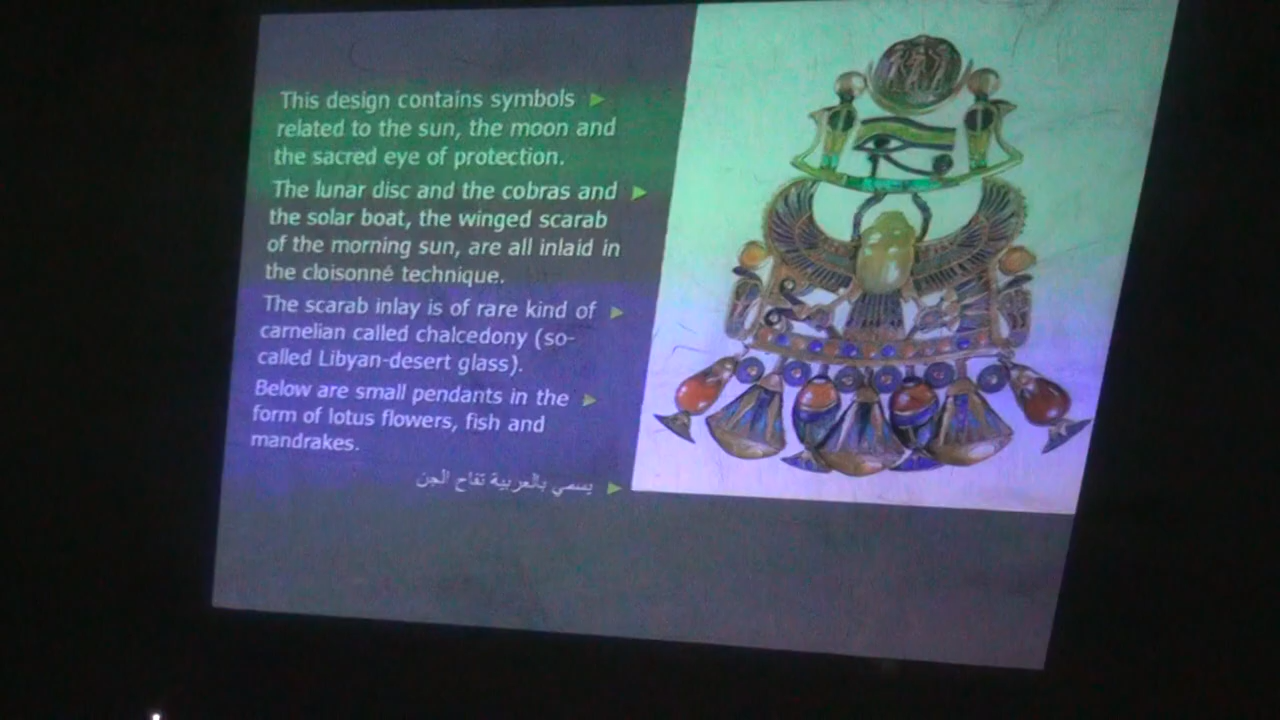 This design contains symbols
related to the sun, the moon and
the sacred eye of protection.
The lunar disc and the cobras and
the solar boat, the winged scarab
of the morning sun, are all inlaid in
the cloisonné technique.
The scarab inlay is of rare kind of
carnelian called chalcedony (so-
called Libyan-desert glass).
Below are small pendants in the
form of lotus flowers, fish and
mandrakes.
يسمي بالعربية تفاح الجن